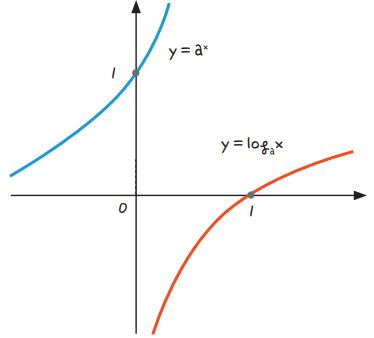 y = aˣ
1
y = logₐx
0
1